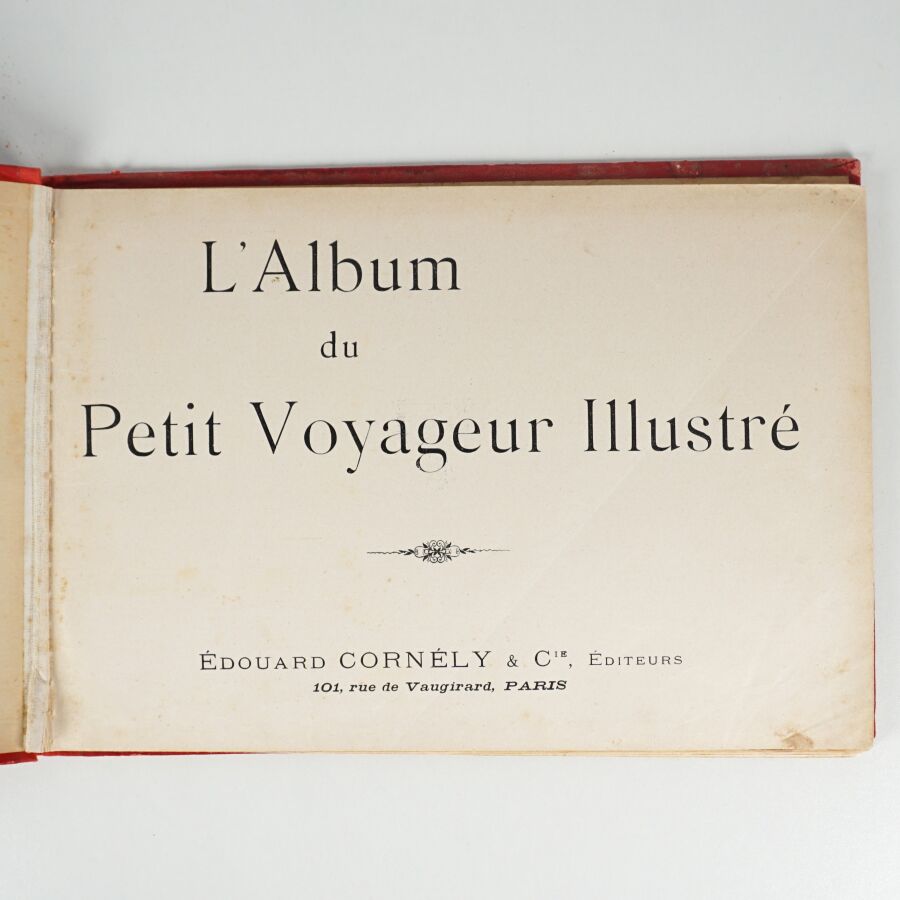 L'Album
du
Petit Voyageur Illustré
ÉDOUARD CORNÉLY & CIE, ÉDITEURS
101, rue de Vaugirard, PARIS